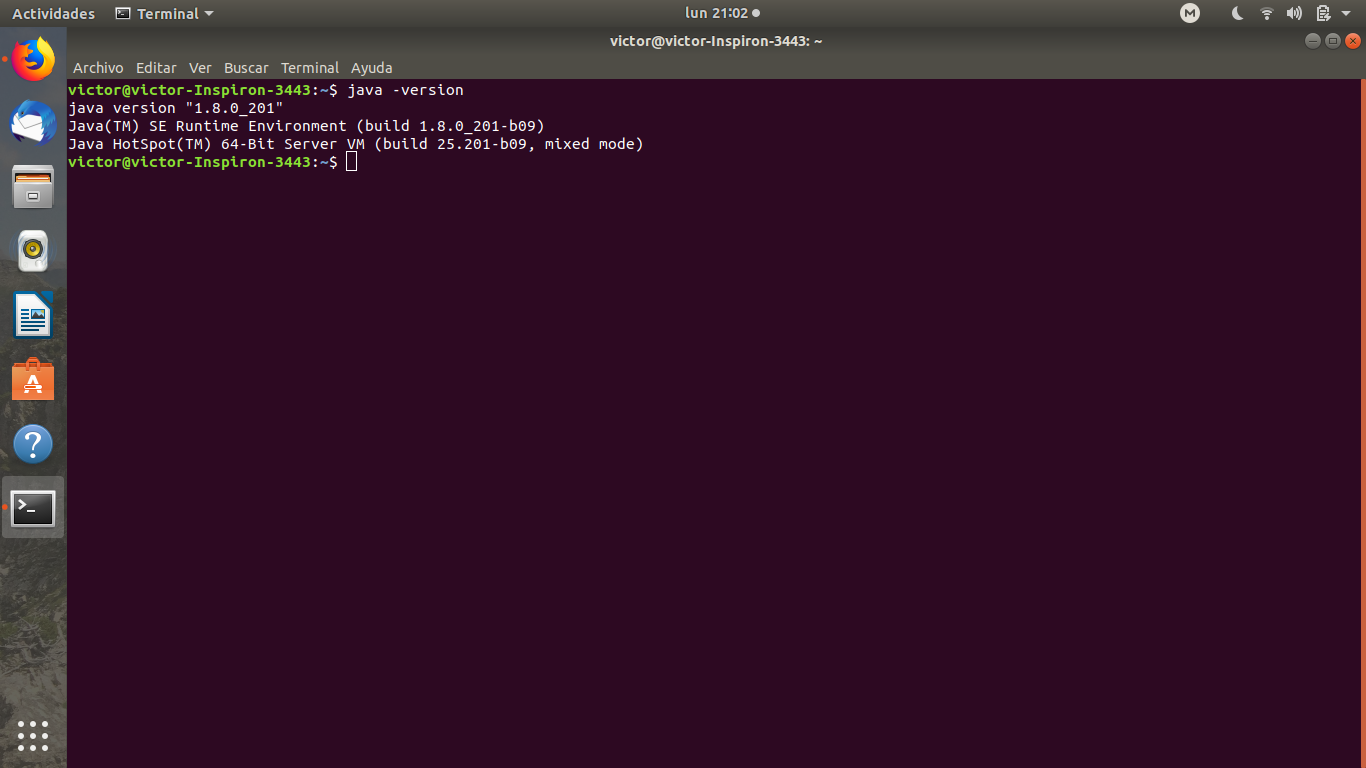 Actividades
Terminal
lun 21:02
M
victor@victor-Inspiron-3443: ~
Archivo Editar Ver Buscar Terminal Ayuda
victor@victor-Inspiron-3443:~$ java -version
java version "1.8.0_201"
Java(TM) SE Runtime Environment (build 1.8.0_201-b09)
Java HotSpot(TM) 64-Bit Server VM (build 25.201-b09, mixed mode)
victor@victor-Inspiron-3443:~$